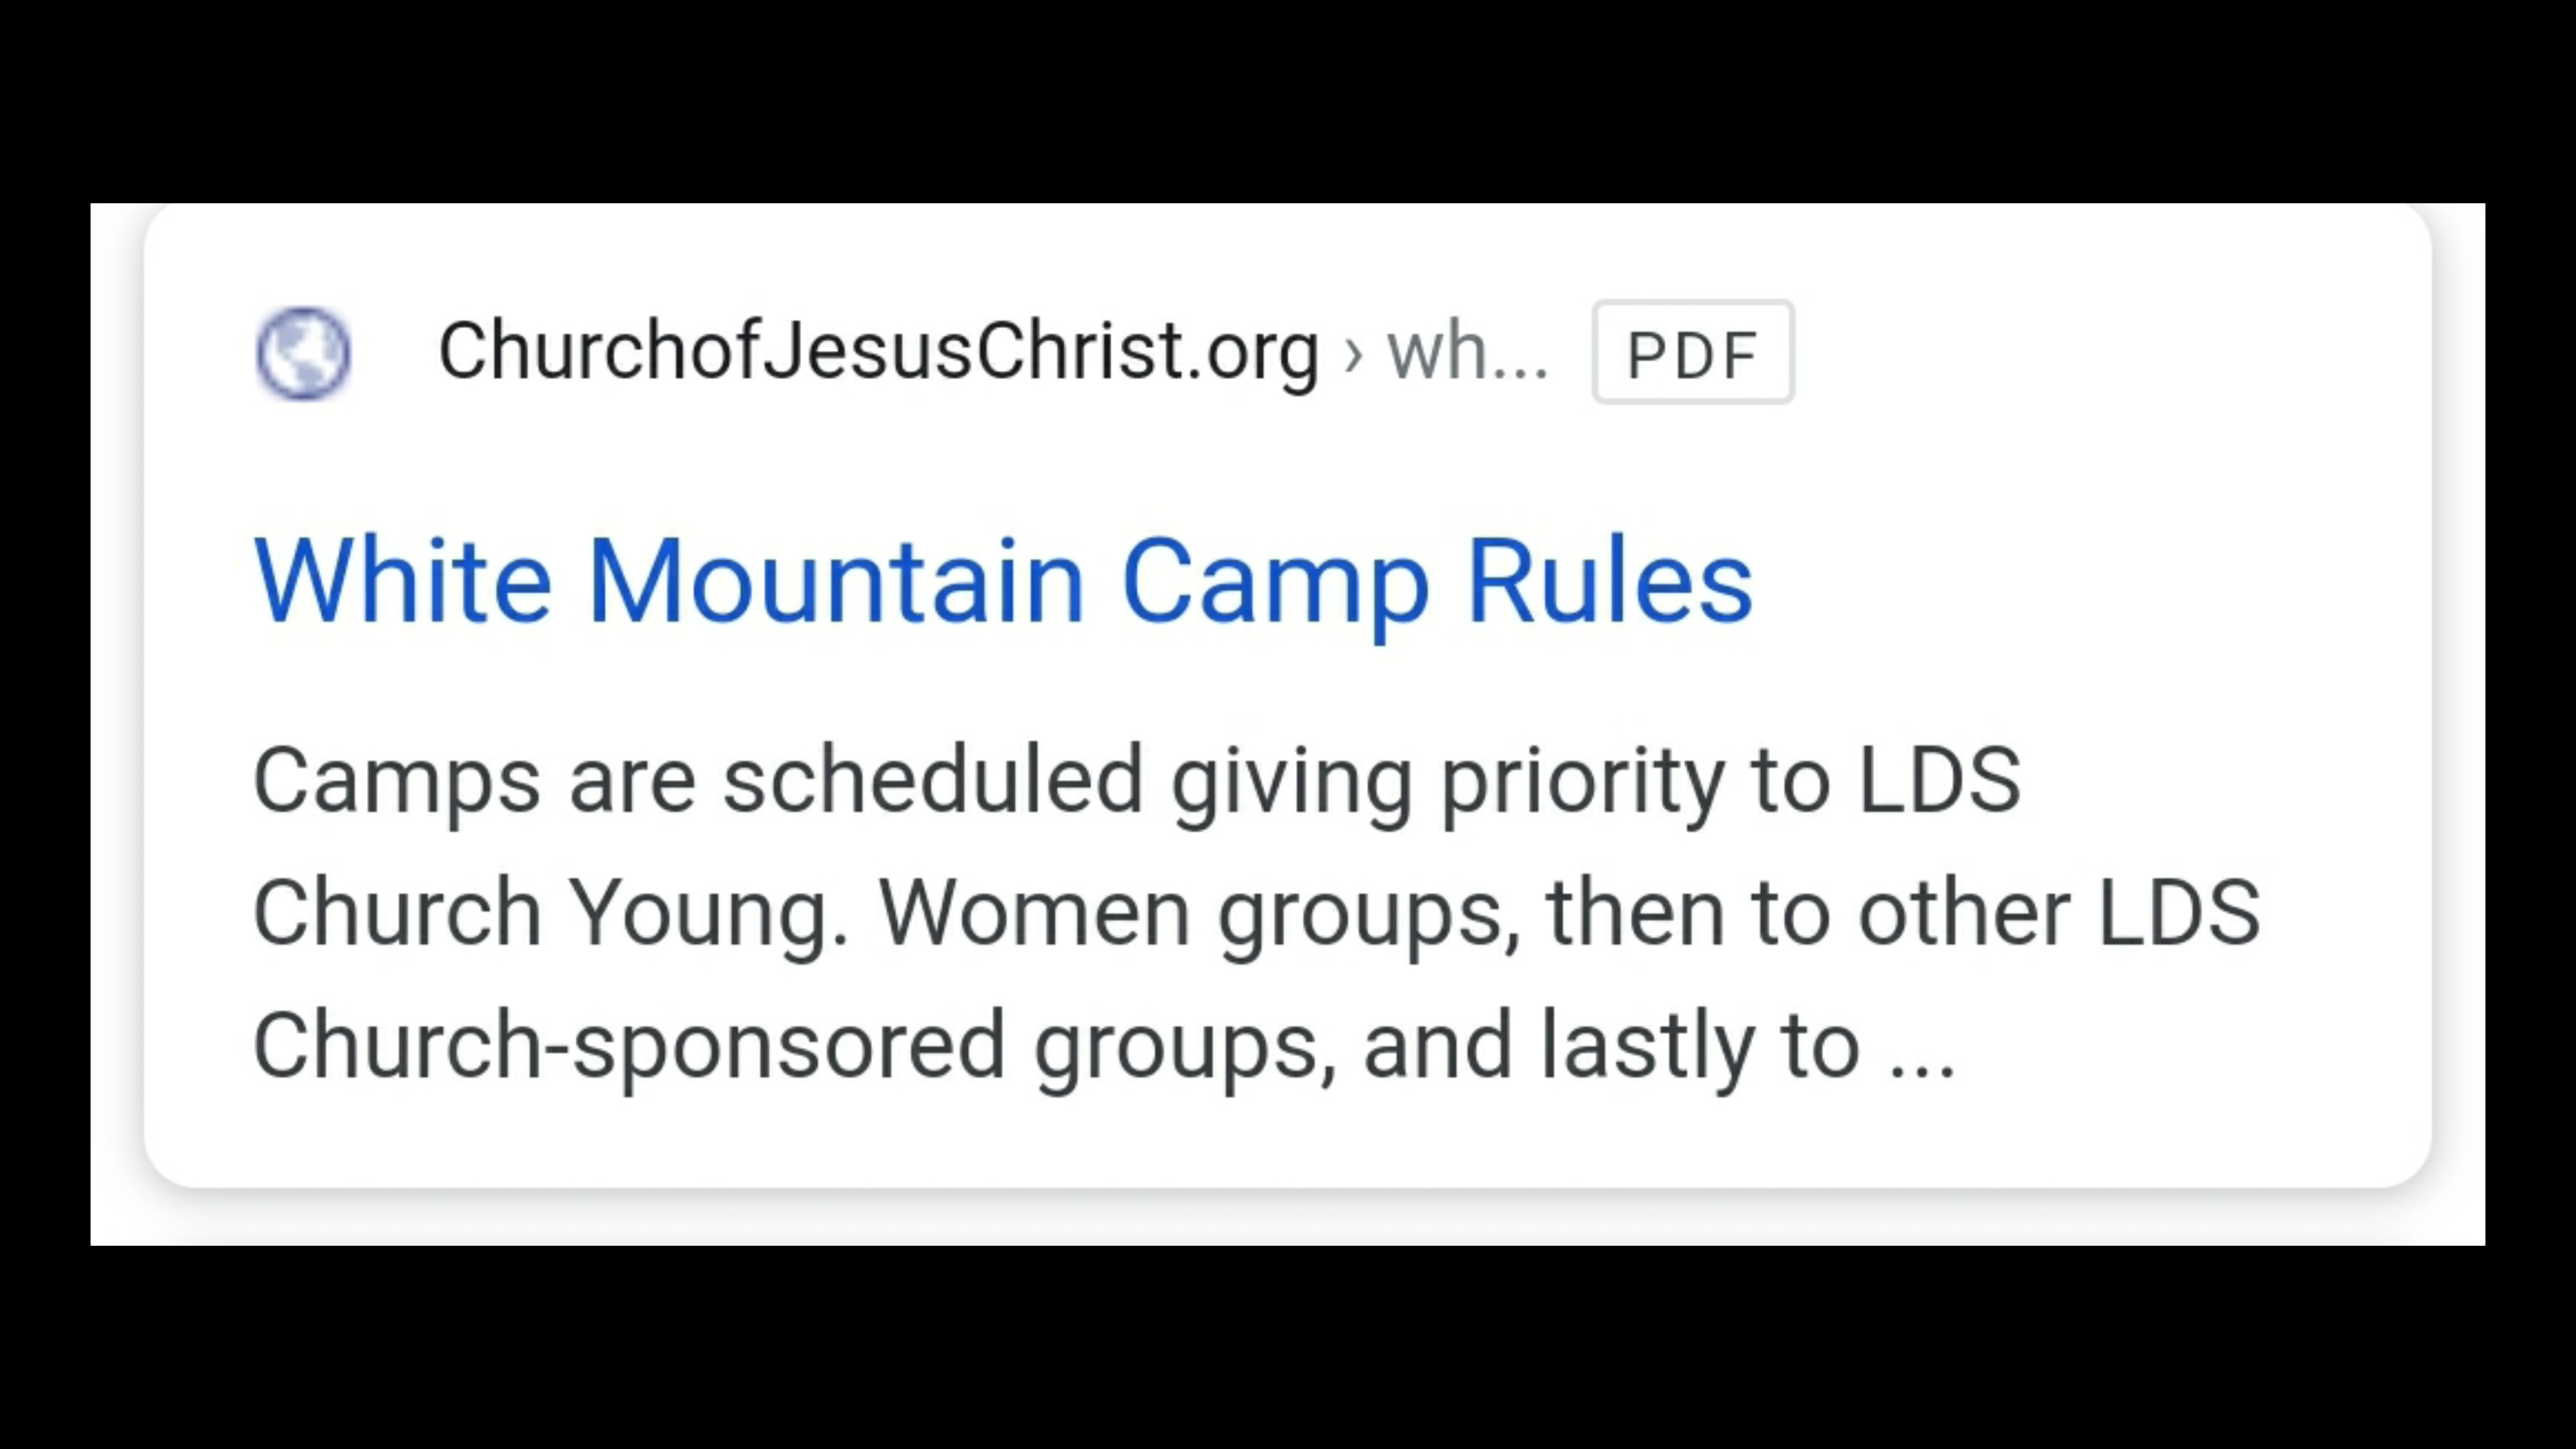 ChurchofJesusChrist.org › wh... PDF
White Mountain Camp Rules
Camps are scheduled giving priority to LDS
Church Young. Women groups, then to other LDS
Church-sponsored groups, and lastly to ...